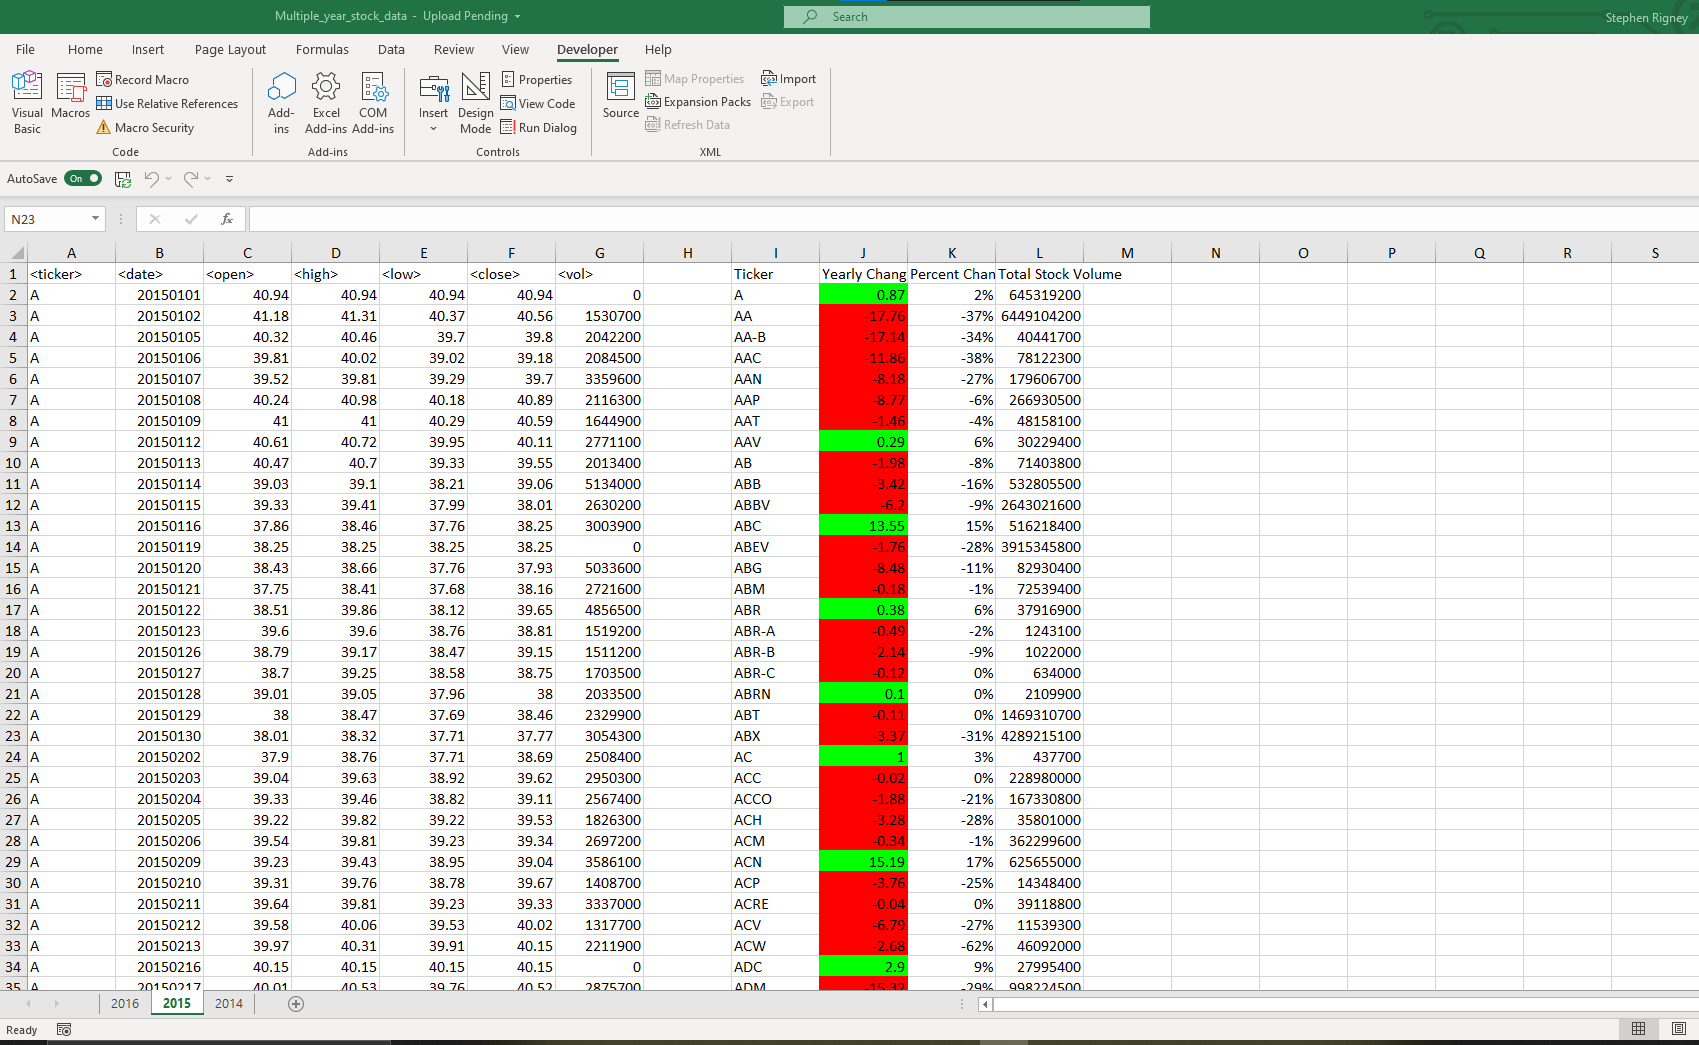 Multiple_year_stock_data - Upload Pending
Search
Stephen Rigney
File Home Insert Page Layout Formulas Data Review View Developer Help
Visual Basic
Macros
Record Macro
Use Relative References
Macro Security
Code
Add-ins
Excel Add-ins
COM Add-ins
Add-ins
Insert
Design Mode
Properties
View Code
Run Dialog
Controls
Source
Map Properties
Expansion Packs
Refresh Data
Import
Export
XML
AutoSave On
N23 fx
A B C D E F G H I J K L M N O P Q R S
1 <ticker> <date> <open> <high> <low> <close> <vol> Ticker Yearly Chang Percent Chan Total Stock Volume
2 A 20150101 40.94 40.94 40.94 40.94 0 A 0.87 2% 645319200
3 A 20150102 41.18 41.31 40.37 40.56 1530700 AA -17.76 -37% 6449104200
4 A 20150105 40.32 40.46 39.7 39.8 2042200 AA-B -17.14 -34% 40441700
5 A 20150106 39.81 40.02 39.02 39.18 2084500 AAC -11.86 -38% 78122300
6 A 20150107 39.52 39.81 39.29 39.7 3359600 AAN -8.18 -27% 179606700
7 A 20150108 40.24 40.98 40.18 40.89 2116300 AAP -8.77 -6% 266930500
8 A 20150109 41 41 40.29 40.59 1644900 AAT -1.46 -4% 48158100
9 A 20150112 40.61 40.72 39.95 40.11 2771100 AAV 0.29 6% 30229400
10 A 20150113 40.47 40.7 39.33 39.55 2013400 AB -1.98 -8% 71403800
11 A 20150114 39.03 39.1 38.21 39.06 5134000 ABB -3.42 -16% 532805500
12 A 20150115 39.33 39.41 37.99 38.01 2630200 ABBV -6.2 -9% 2643021600
13 A 20150116 37.86 38.46 37.76 38.25 3003900 ABC 13.55 15% 516218400
14 A 20150119 38.25 38.25 38.25 38.25 0 ABEV -1.76 -28% 3915345800
15 A 20150120 38.43 38.66 37.76 37.93 5033600 ABG -8.48 -11% 82930400
16 A 20150121 37.75 38.41 37.68 38.16 2721600 ABM -0.18 -1% 72539400
17 A 20150122 38.51 39.86 38.12 39.65 4856500 ABR 0.38 6% 37916900
18 A 20150123 39.6 39.6 38.76 38.81 1519200 ABR-A -0.49 -2% 1243100
19 A 20150126 38.79 39.17 38.47 39.15 1511200 ABR-B -2.14 -9% 1022000
20 A 20150127 38.7 39.25 38.58 38.75 1703500 ABR-C -0.12 0% 634000
21 A 20150128 39.01 39.05 37.96 38 2033500 ABRN 0.1 0% 2109900
22 A 20150129 38 38.47 37.69 38.46 2329900 ABT -0.11 0% 1469310700
23 A 20150130 38.01 38.32 37.71 37.77 3054300 ABX -3.37 -31% 4289215100
24 A 20150202 37.9 38.76 37.71 38.69 2508400 AC 1 3% 437700
25 A 20150203 39.04 39.63 38.92 39.62 2950300 ACC -0.02 0% 228980000
26 A 20150204 39.33 39.46 38.82 39.11 2567400 ACCO -1.88 -21% 167330800
27 A 20150205 39.22 39.82 39.22 39.53 1826300 ACH -3.28 -28% 35801000
28 A 20150206 39.54 39.81 39.23 39.34 2697200 ACM -0.34 -1% 362299600
29 A 20150209 39.23 39.43 38.95 39.04 3586100 ACN 15.19 17% 625655000
30 A 20150210 39.31 39.76 38.78 39.67 1408700 ACP -3.76 -25% 14348400
31 A 20150211 39.64 39.81 39.23 39.33 3337000 ACRE -0.04 0% 39118800
32 A 20150212 39.58 40.06 39.53 40.02 1317700 ACV -6.79 -27% 11539300
33 A 20150213 39.97 40.31 39.91 40.15 2211900 ACW -2.68 -62% 46092000
34 A 20150216 40.15 40.15 40.15 40.15 0 ADC 2.9 9% 27995400
35 A 20150217 40.01 40.53 39.76 40.52 2875700 ADM -15.32 -29% 998224500
2016 2015 2014
Ready